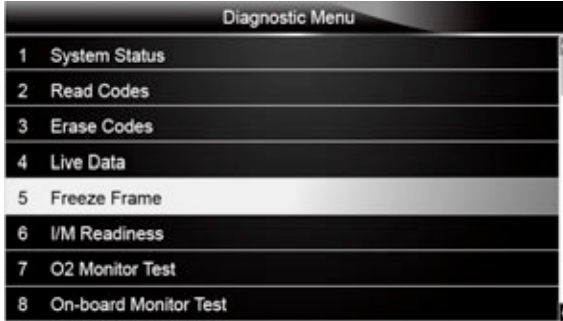 Diagnostic Menu
1 System Status
2 Read Codes
3 Erase Codes
4 Live Data
5 Freeze Frame
6 I/M Readiness
7 O2 Monitor Test
8 On-board Monitor Test